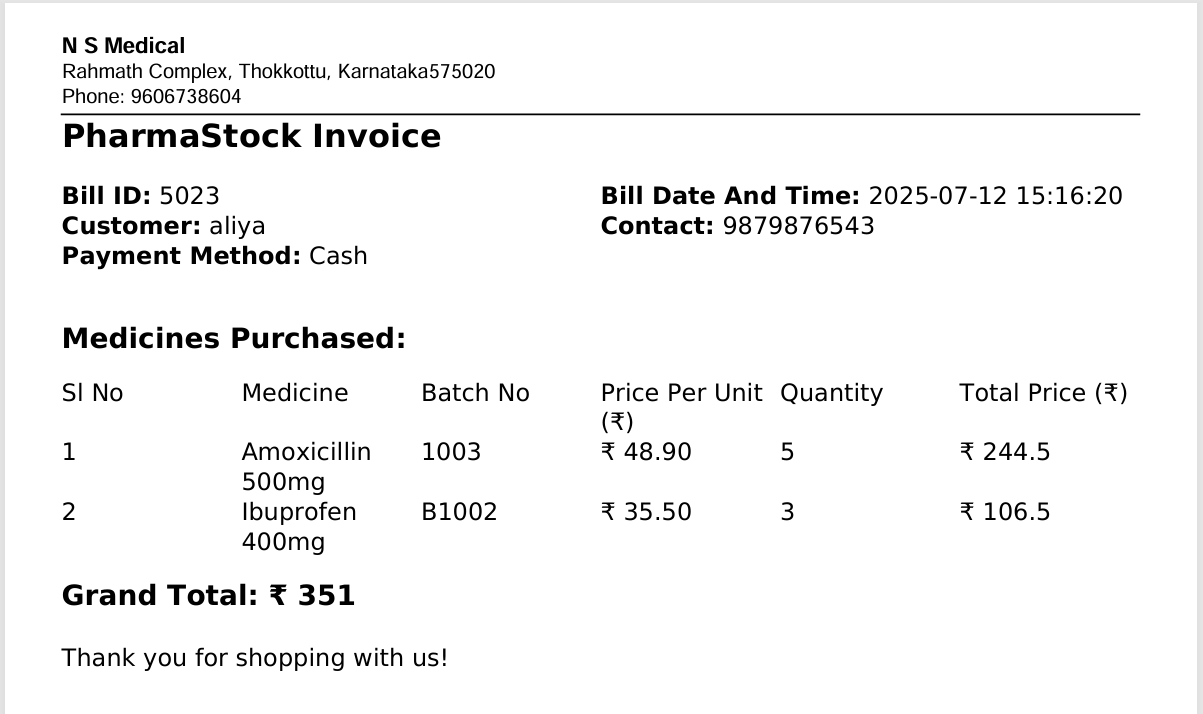 N S Medical
Rahmath Complex, Thokkottu, Karnataka575020
Phone: 9606738604
PharmaStock Invoice
Bill ID: 5023 Bill Date And Time: 2025-07-12 15:16:20
Customer: aliya Contact: 9879876543
Payment Method: Cash
Medicines Purchased:
Sl No Medicine Batch No Price Per Unit Quantity Total Price (₹)
(₹)
1 Amoxicillin 1003 ₹ 48.90 5 ₹ 244.5
500mg
2 Ibuprofen B1002 ₹ 35.50 3 ₹ 106.5
400mg
Grand Total: ₹ 351
Thank you for shopping with us!